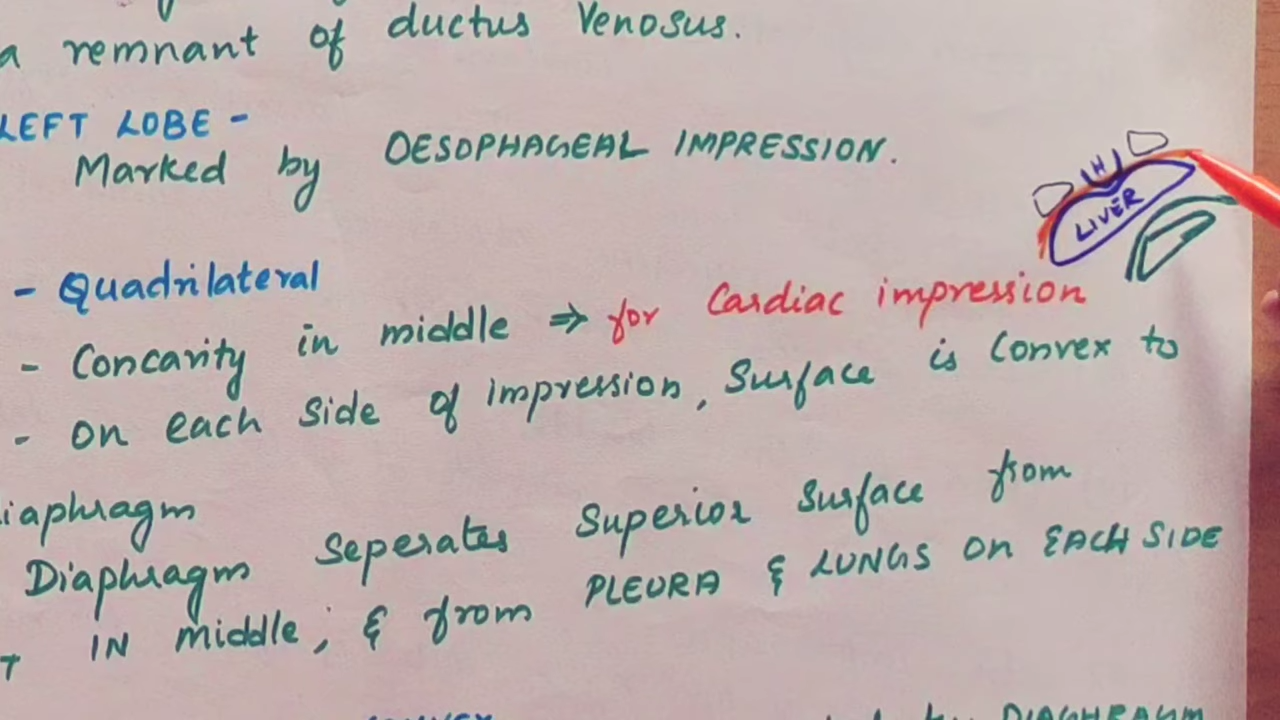 a remnant of ductus Venosus.
LEFT LOBE -
Marked by OESOPHAGEAL IMPRESSION.
H
LIVER
- Quadrilateral
- Concavity in middle ⇒ for Cardiac impression
- on each side of impression, Surface is Convex to
iaphragm
Diaphragm seperates Superior Surface from
T IN middle; & from PLEURA & LUNGS on EACH SIDE
DIAPHRAGM